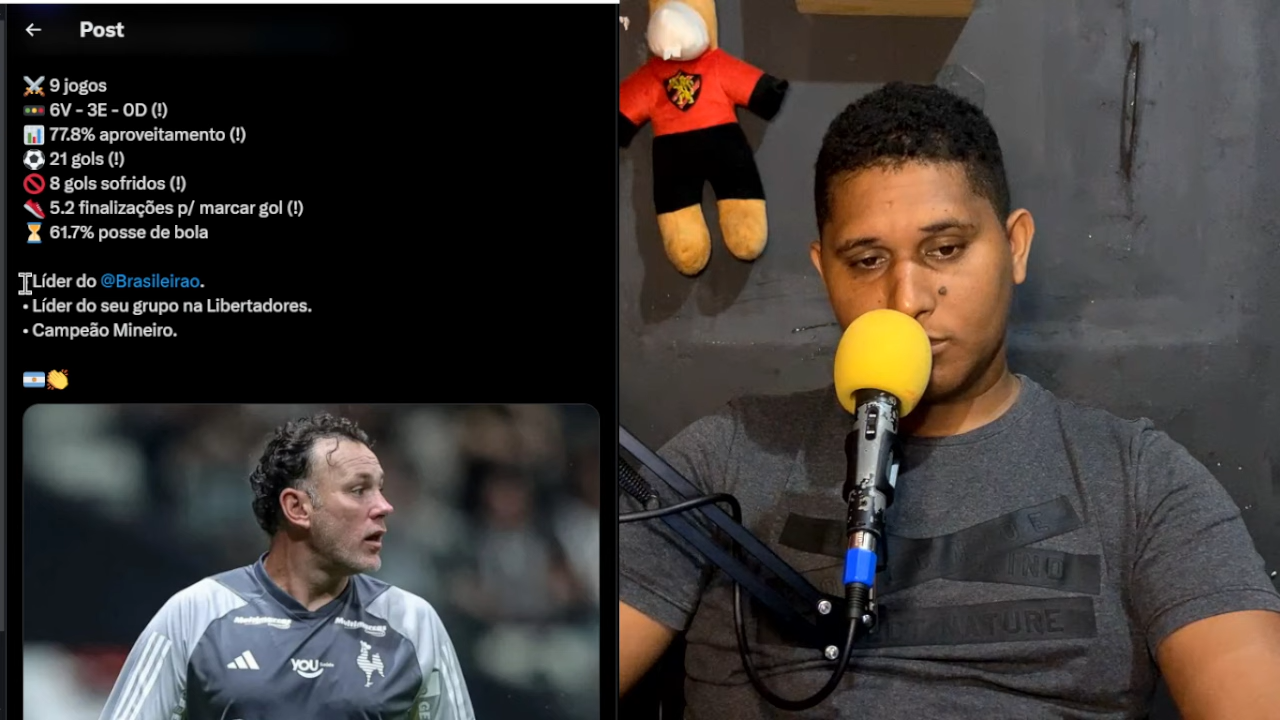 Post
9 jogos
6V - 3E - 0D (!)
77.8% aproveitamento (!)
21 gols (!)
8 gols sofridos (!)
5.2 finalizações p/ marcar gol (!)
61.7% posse de bola
Líder do @Brasileirao.
• Líder do seu grupo na Libertadores.
• Campeão Mineiro.
YOU